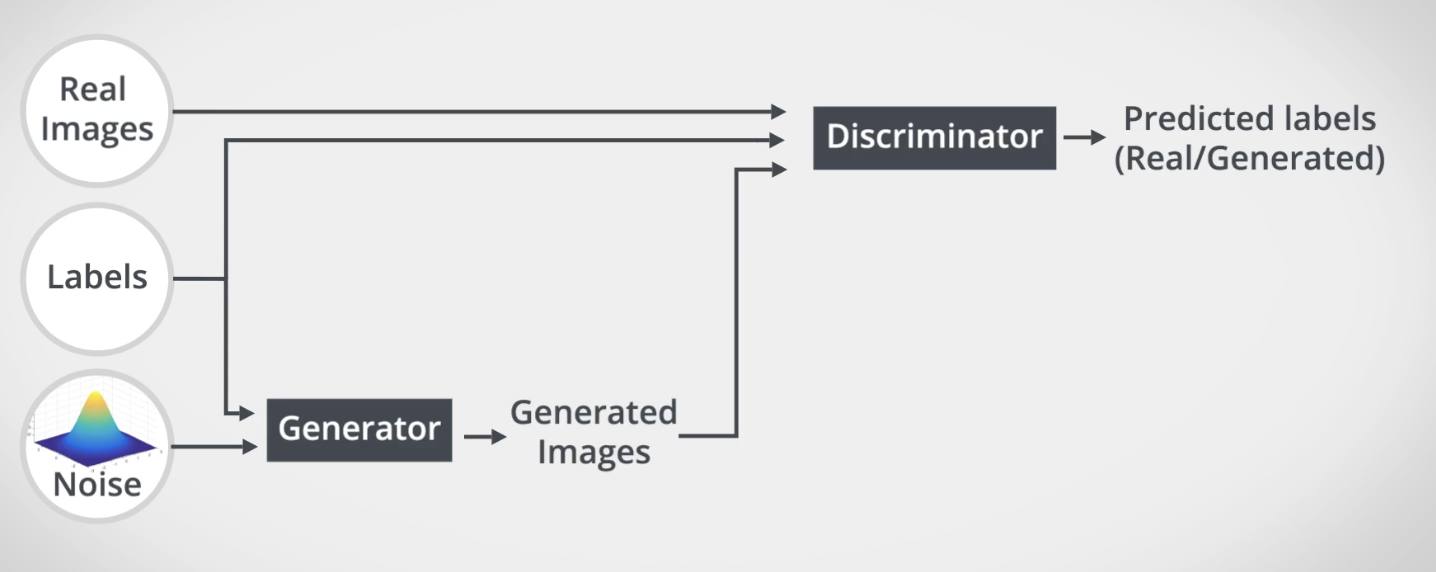 Real
Images
Discriminator
Predicted labels
(Real/Generated)
Labels
Generator
Generated
Images
Noise